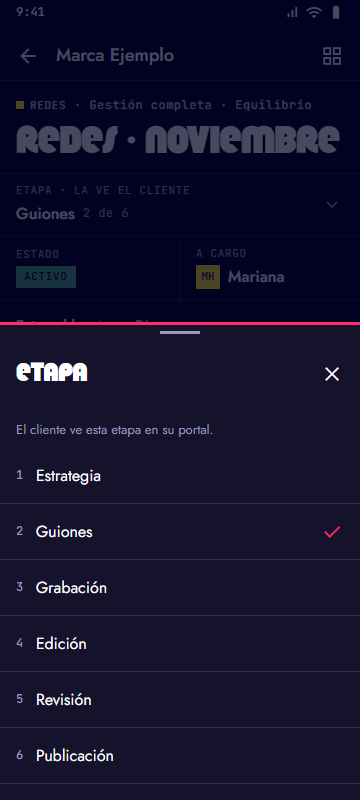 9:41
Marca Ejemplo
REDES · Gestión completa · Equilibrio
REDES · NOVIEMBRE
ETAPA · LA VE EL CLIENTE
Guiones 2 de 6
ESTADO
A CARGO
ACTIVO
MH Mariana
ETAPA
El cliente ve esta etapa en su portal.
1 Estrategia
2 Guiones
3 Grabación
4 Edición
5 Revisión
6 Publicación